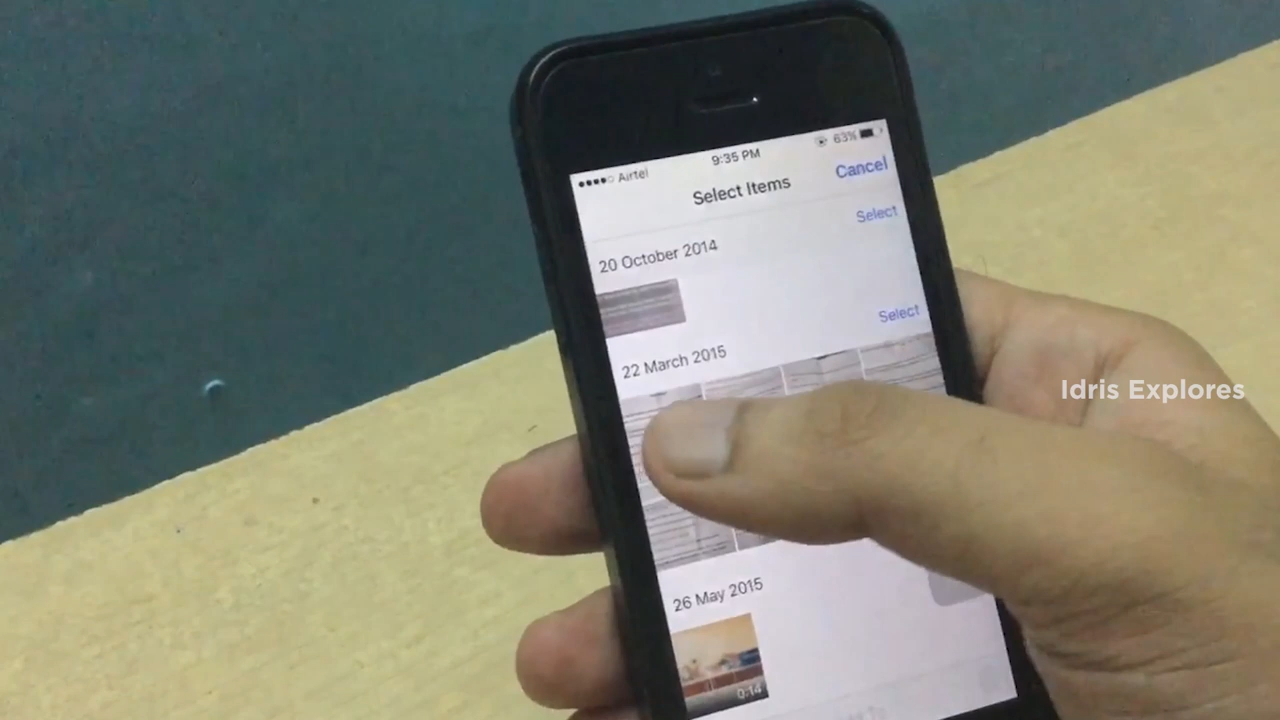 Airtel 9:35 PM 63%
Select Items Cancel
Select
20 October 2014
Select
22 March 2015
Idris Explores
26 May 2015
0:14